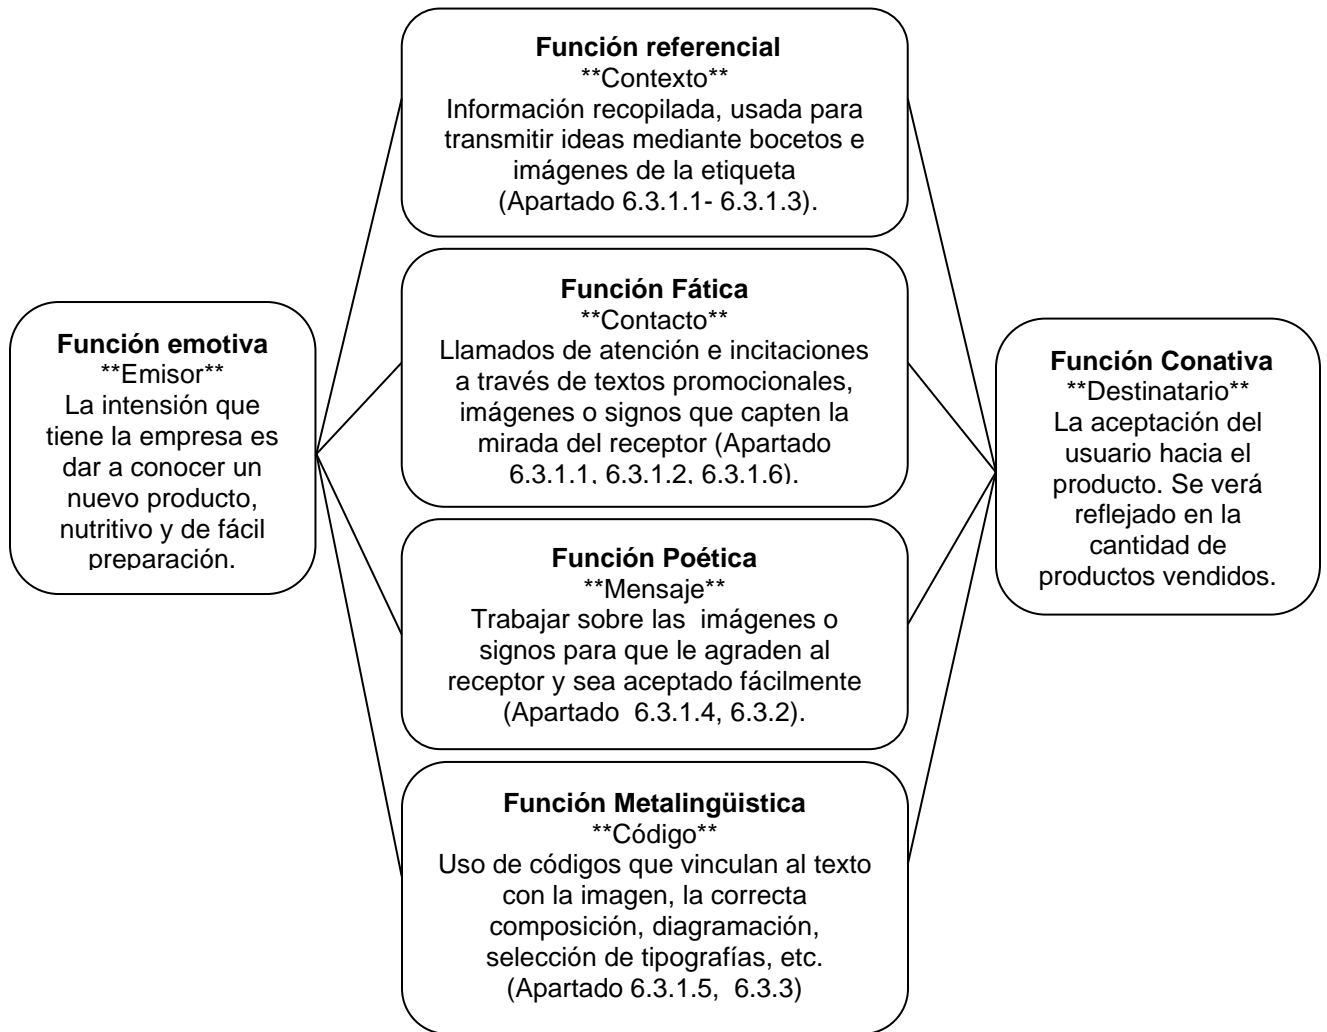 Función emotiva
**Emisor**
La intensión que
tiene la empresa es
dar a conocer un
nuevo producto,
nutritivo y de fácil
preparación.
Función referencial
**Contexto**
Información recopilada, usada para
transmitir ideas mediante bocetos e
imágenes de la etiqueta
(Apartado 6.3.1.1- 6.3.1.3).
Función Fática
**Contacto**
Llamados de atención e incitaciones
a través de textos promocionales,
imágenes o signos que capten la
mirada del receptor (Apartado
6.3.1.1, 6.3.1.2, 6.3.1.6).
Función Poética
**Mensaje**
Trabajar sobre las  imágenes o
signos para que le agraden al
receptor y sea aceptado fácilmente
(Apartado  6.3.1.4, 6.3.2).
Función Metalingüistica
**Código**
Uso de códigos que vinculan al texto
con la imagen, la correcta
composición, diagramación,
selección de tipografías, etc.
(Apartado 6.3.1.5,  6.3.3)
Función Conativa
**Destinatario**
La aceptación del
usuario hacia el
producto. Se verá
reflejado en la
cantidad de
productos vendidos.